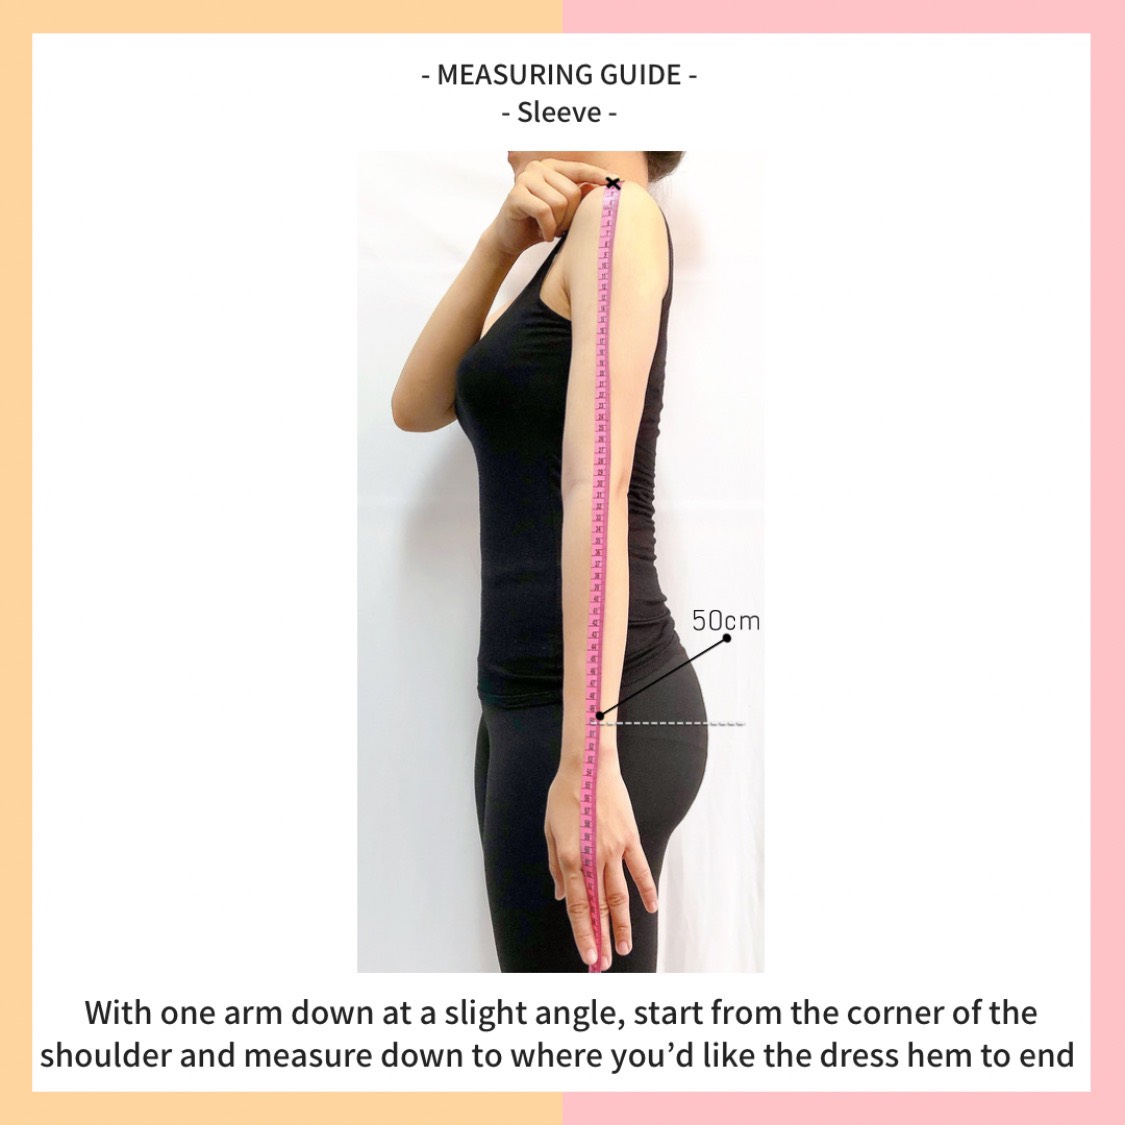 - MEASURING GUIDE -
- Sleeve -
50cm
With one arm down at a slight angle, start from the corner of the
shoulder and measure down to where you’d like the dress hem to end